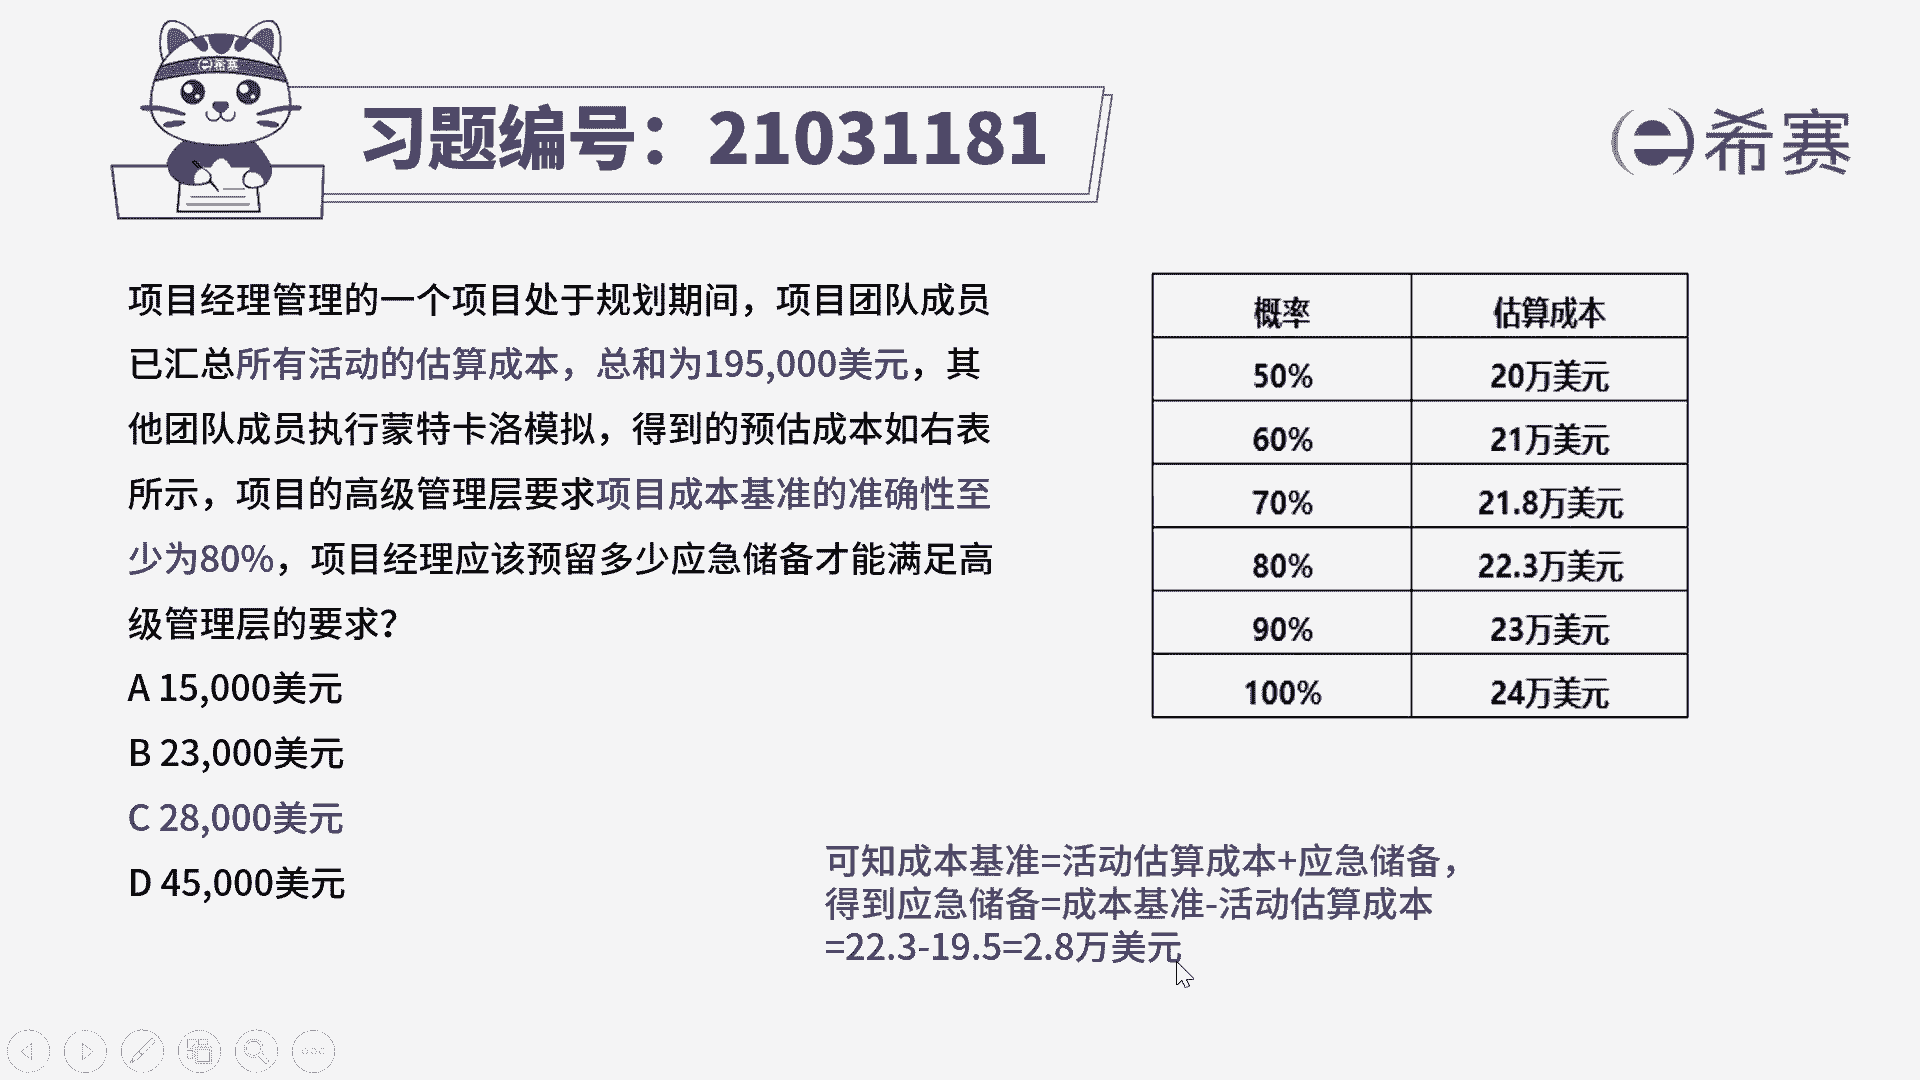 希赛
习题编号：21031181
希赛
项目经理管理的一个项目处于规划期间，项目团队成员
已汇总所有活动的估算成本，总和为195,000美元，其
他团队成员执行蒙特卡洛模拟，得到的预估成本如右表
所示，项目的高级管理层要求项目成本基准的准确性至
少为80%，项目经理应该预留多少应急储备才能满足高
级管理层的要求？
A 15,000美元
B 23,000美元
C 28,000美元
D 45,000美元
概率 估算成本
50% 20万美元
60% 21万美元
70% 21.8万美元
80% 22.3万美元
90% 23万美元
100% 24万美元
可知成本基准=活动估算成本+应急储备，
得到应急储备=成本基准-活动估算成本
=22.3-19.5=2.8万美元